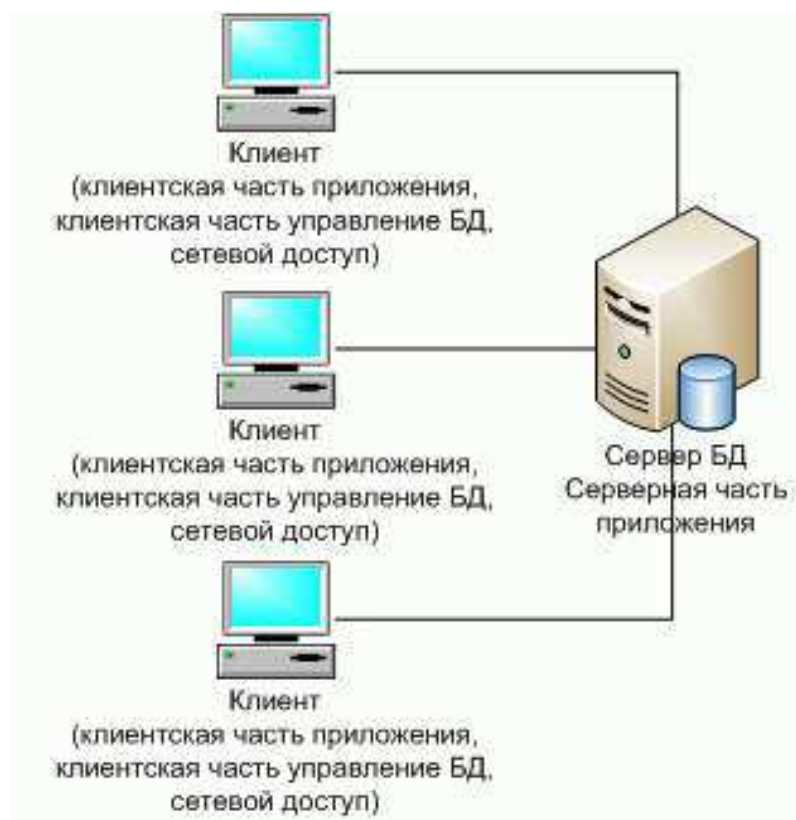 Клиент
(клиентская часть приложения,
клиентская часть управление БД,
сетевой доступ)
Клиент
(клиентская часть приложения,
клиентская часть управление БД,
сетевой доступ)
Сервер БД
Серверная часть
приложения
Клиент
(клиентская часть приложения,
клиентская часть управление БД,
сетевой доступ)